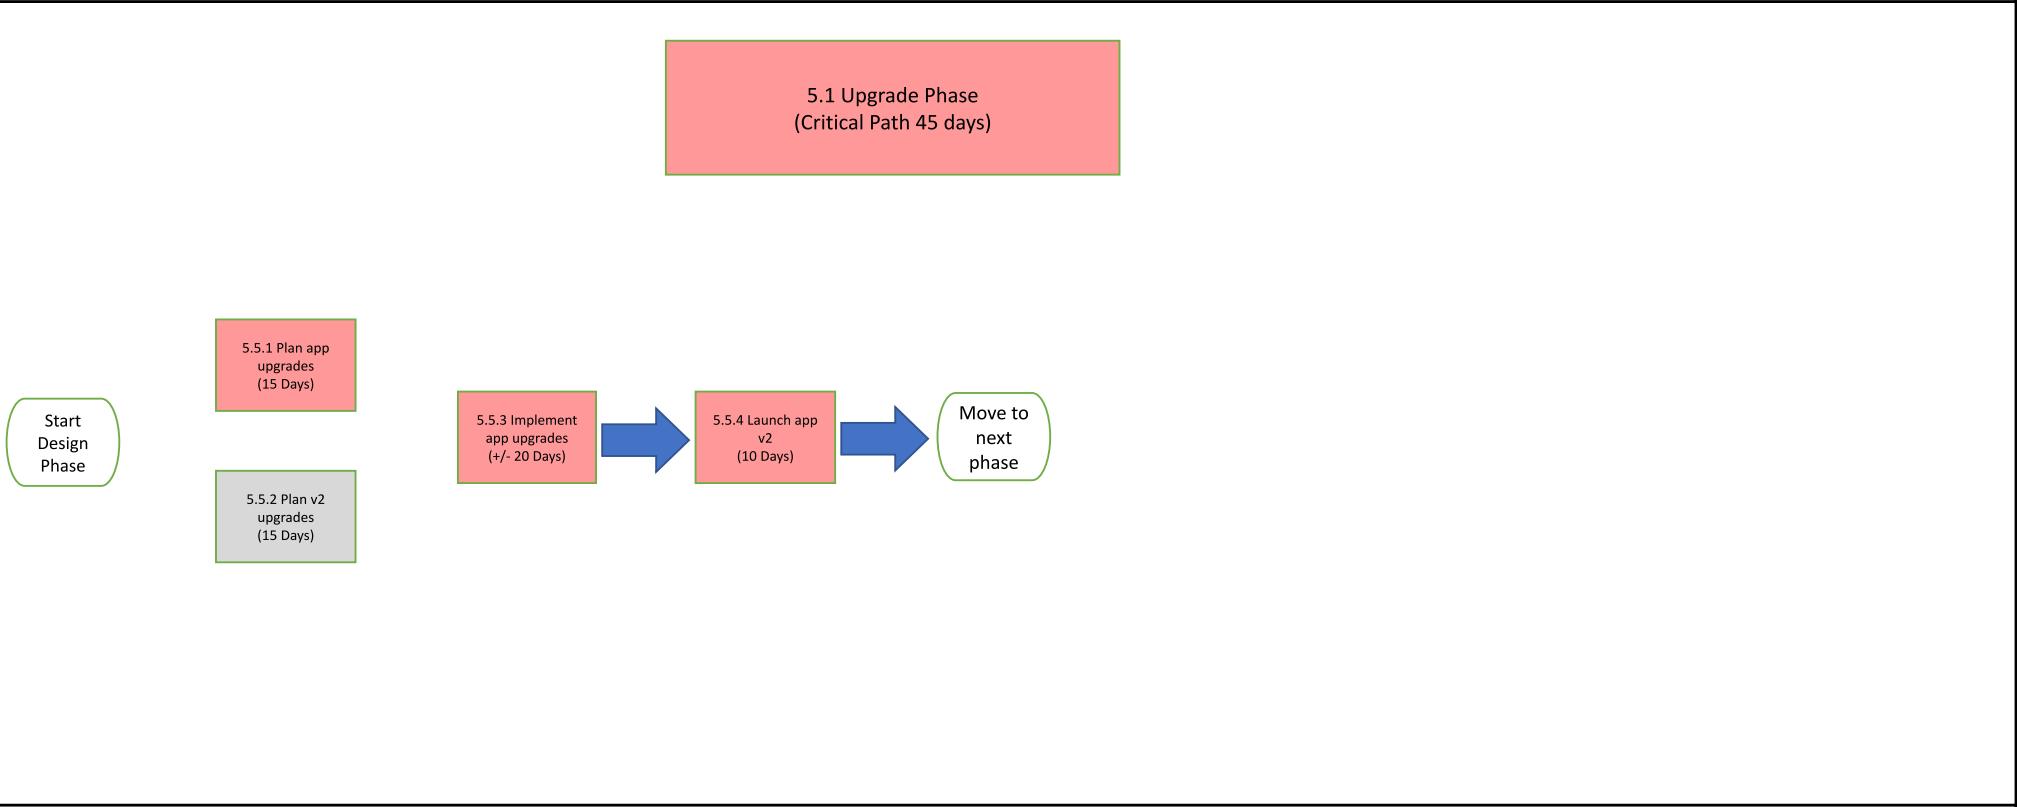 5.1 Upgrade Phase
(Critical Path 45 days)
5.5.1 Plan app
upgrades
(15 Days)
Start
Design
Phase
5.5.2 Plan v2
upgrades
(15 Days)
5.5.3 Implement
app upgrades
(+/- 20 Days)
5.5.4 Launch app
v2
(10 Days)
Move to
next
phase